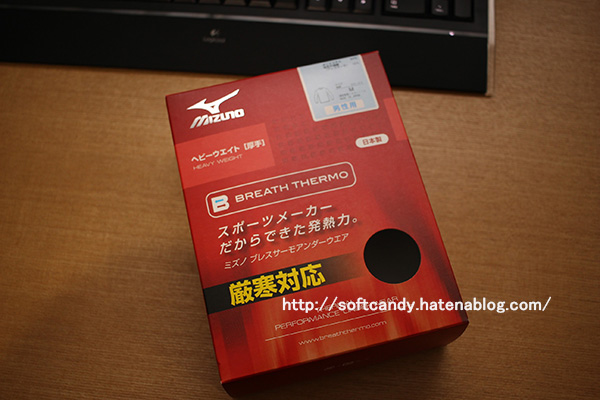 MIZUNO
男性用
日本製
ヘビーウエイト [厚手]
HEAVY WEIGHT
B BREATH THERMO
スポーツメーカー
だからできた発熱力。
ミズノ ブレスサーモアンダーウエア
厳寒対応
http://softcandy.hatenablog.com/
PERFORMANCE
www.breaththermo.com